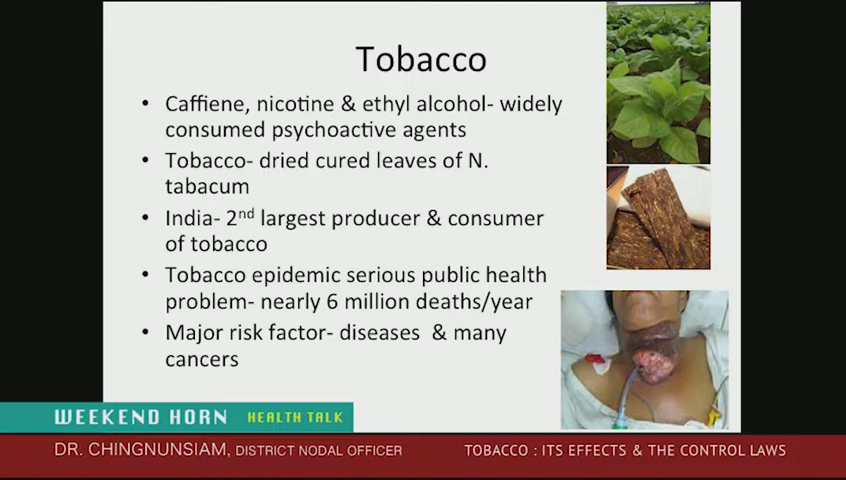 Tobacco
• Caffiene, nicotine & ethyl alcohol- widely
consumed psychoactive agents
• Tobacco- dried cured leaves of N.
tabacum
• India- 2nd largest producer & consumer
of tobacco
• Tobacco epidemic serious public health
problem- nearly 6 million deaths/year
• Major risk factor- diseases & many
cancers
WEEKEND HORN HEALTH TALK
DR. CHINGNUNSIAM, DISTRICT NODAL OFFICER
TOBACCO : ITS EFFECTS & THE CONTROL LAWS